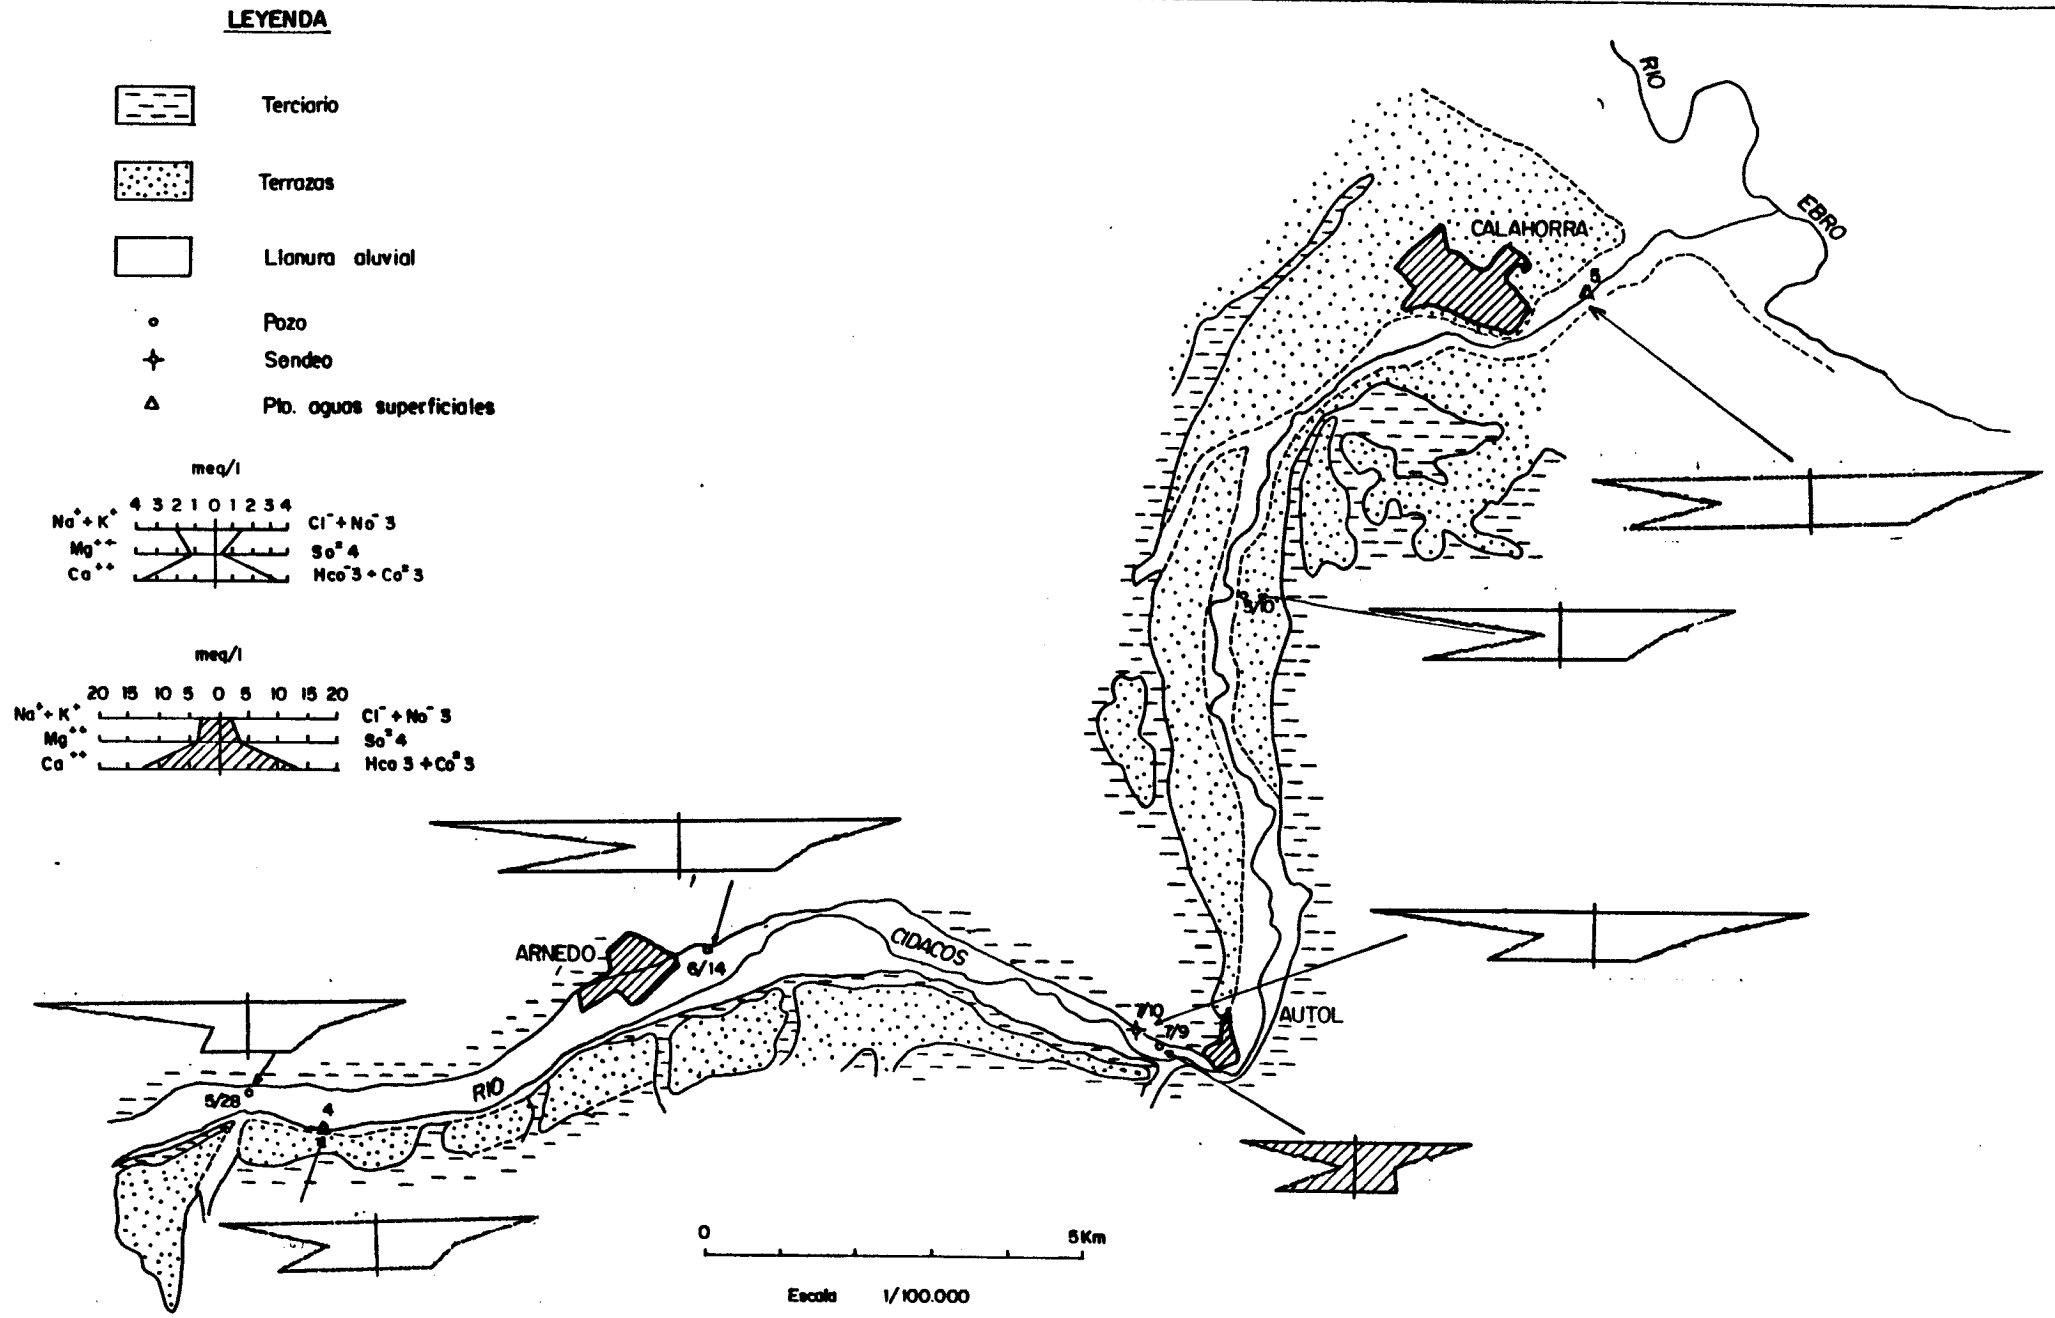 LEYENDA
Terciario
Terrazas
Llanura aluvial
Pozo
Sondeo
Pto. aguas superficiales
meq/l
4 3 2 1 0 1 2 3 4
Na⁺+ K⁺ Cl⁻+ No⁻3
Mg⁺⁺ So⁼4
Ca⁺⁺ Hco⁻3 + Co⁼3
meq/l
20 15 10 5 0 5 10 15 20
Na⁺+ K⁺ Cl⁻+ No⁻3
Mg⁺⁺ So⁼4
Ca⁺⁺ Hco 3 + Co⁼3
RIO
EBRO
CALAHORRA
5
5/10
ARNEDO
6/14
CIDACOS
7/10
7/9
AUTOL
5/28
4
RIO
0 5 Km
Escala 1/100.000